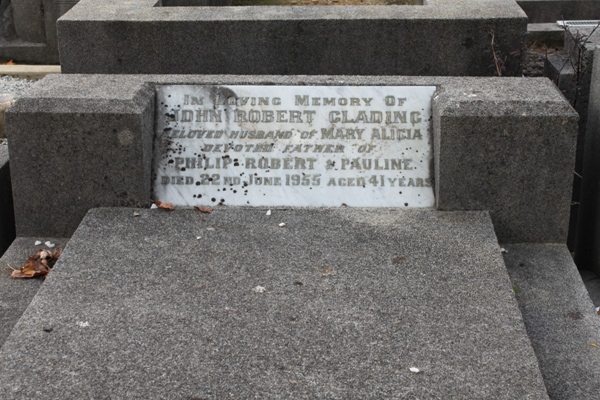 IN LOVING MEMORY OF
JOHN ROBERT GLADING
BELOVED HUSBAND OF MARY ALICIA
DEVOTED FATHER OF
PHILIP ROBERT & PAULINE.
DIED 22ND JUNE 1955 AGED 41 YEARS